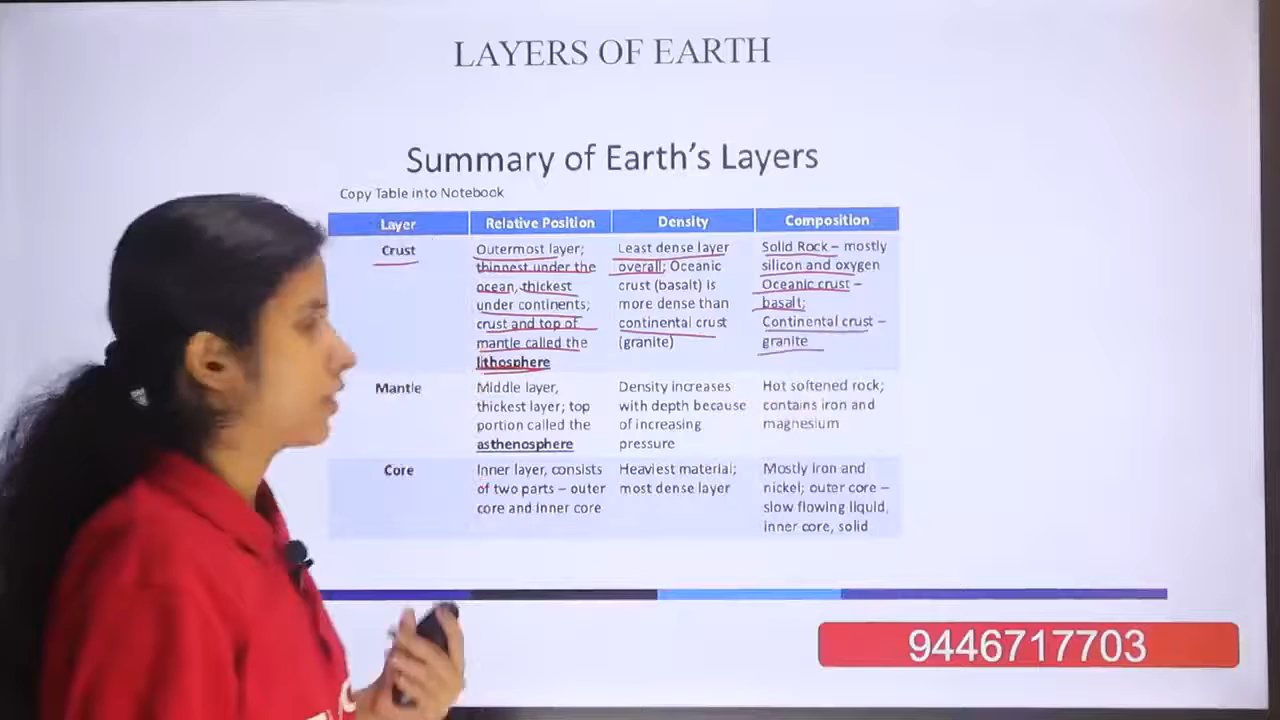 LAYERS OF EARTH
Summary of Earth's Layers
Copy Table into Notebook
Layer Relative Position Density Composition
Crust
Outermost layer;
thinnest under the
ocean, thickest
under continents;
crust and top of
mantle called the
lithosphere
Least dense layer
overall; Oceanic
crust (basalt) is
more dense than
continental crust
(granite)
Solid Rock – mostly
silicon and oxygen
Oceanic crust –
basalt;
Continental crust –
granite
Mantle
Middle layer,
thickest layer; top
portion called the
asthenosphere
Density increases
with depth because
of increasing
pressure
Hot softened rock;
contains iron and
magnesium
Core
Inner layer, consists
of two parts – outer
core and inner core
Heaviest material;
most dense layer
Mostly iron and
nickel; outer core –
slow flowing liquid,
inner core, solid
9446717703